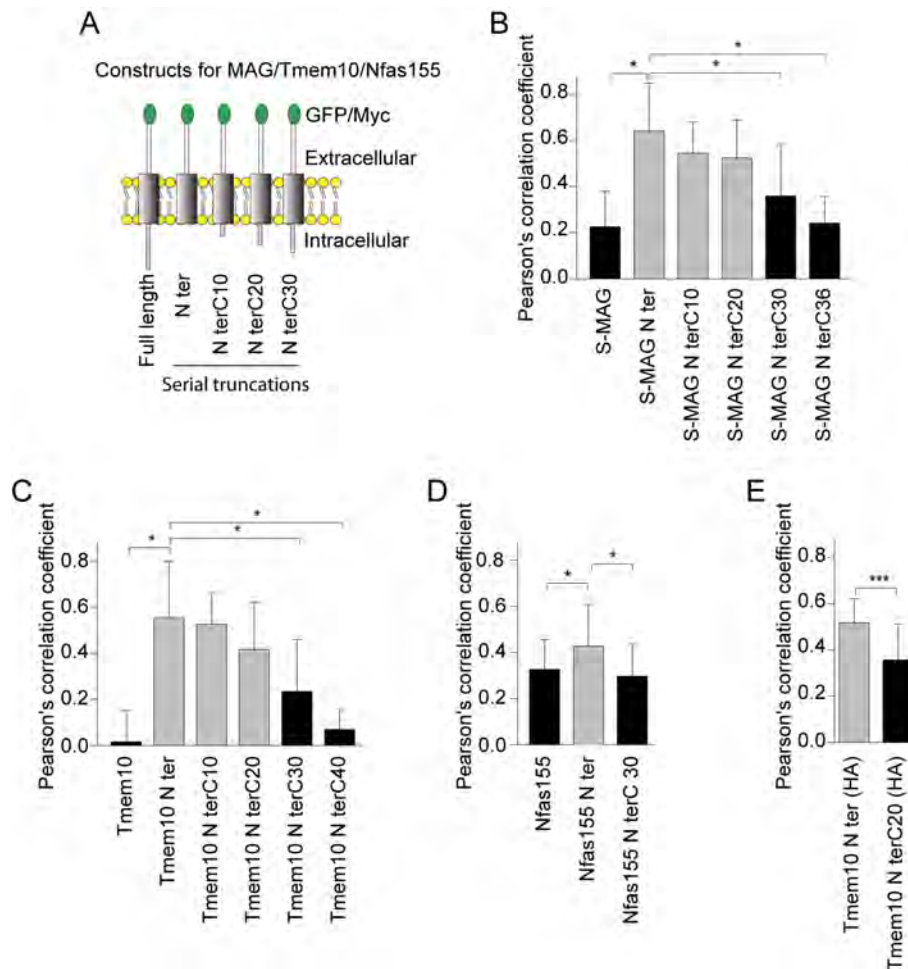 A
Constructs for MAG/Tmem10/Nfas155
GFP/Myc
Extracellular
Intracellular
Full length
N ter
N terC10
N terC20
N terC30
Serial truncations
B
Pearson's correlation coefficient
0.8
0.6
0.4
0.2
0.0
*
*
*
S-MAG
S-MAG N ter
S-MAG N terC10
S-MAG N terC20
S-MAG N terC30
S-MAG N terC36
C
Pearson's correlation coefficient
0.8
0.6
0.4
0.2
0.0
*
*
*
Tmem10
Tmem10 N ter
Tmem10 N terC10
Tmem10 N terC20
Tmem10 N terC30
Tmem10 N terC40
D
Pearson's correlation coefficient
0.8
0.6
0.4
0.2
0.0
*
*
Nfas155
Nfas155 N ter
Nfas155 N terC 30
E
Pearson's correlation coefficient
0.8
0.6
0.4
0.2
0.0
***
Tmem10 N ter (HA)
Tmem10 N terC20 (HA)